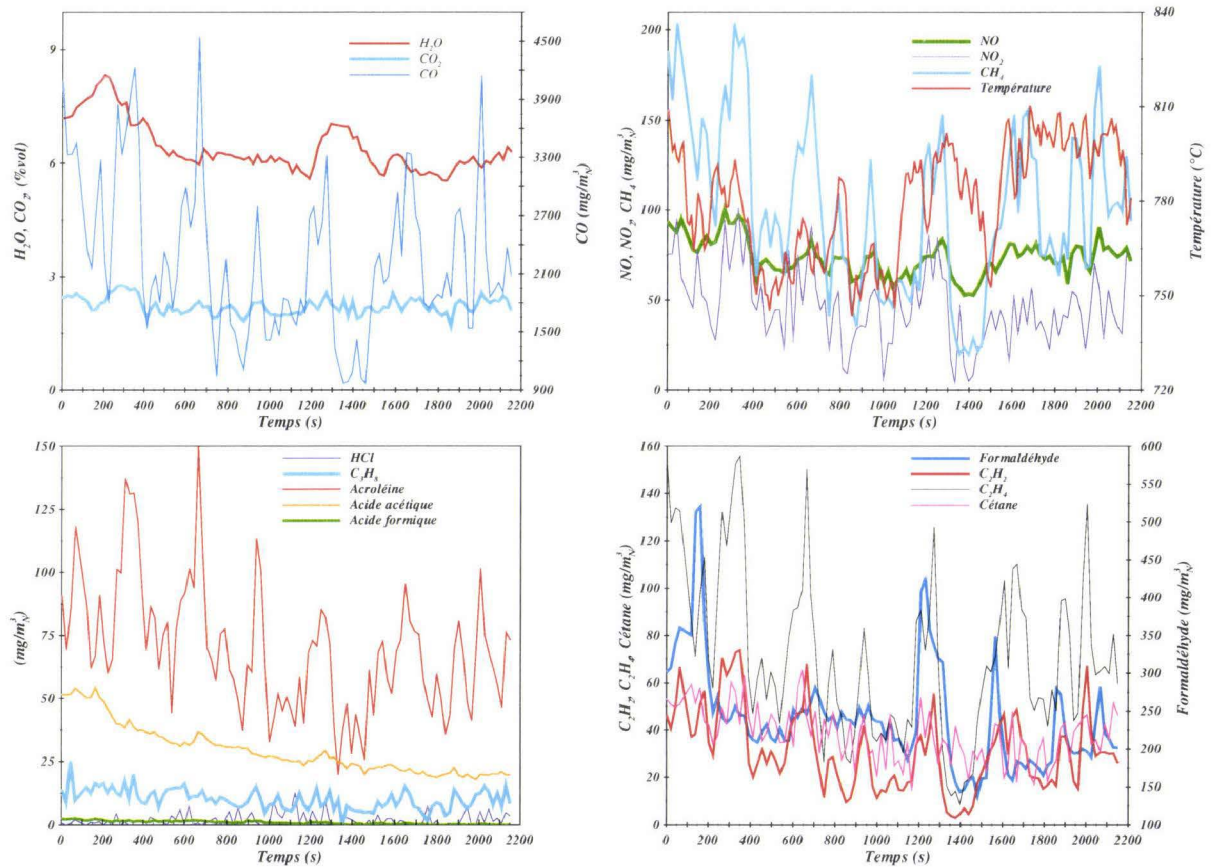 H₂O
CO₂
CO
H₂O, CO₂, (%vol)
9
6
3
0
4500
3900
3300
2700
2100
1500
900
CO (mg/m³N)
0 200 400 600 800 1000 1200 1400 1600 1800 2000 2200
Temps (s)
NO
NO₂
CH₄
Température
NO, NO₂, CH₄ (mg/m³N)
200
150
100
50
0
840
810
780
750
720
Température (°C)
0 200 400 600 800 1000 1200 1400 1600 1800 2000 2200
Temps (s)
HCl
C₃H₈
Acroléine
Acide acétique
Acide formique
(mg/m³N)
150
125
100
75
50
25
0
0 200 400 600 800 1000 1200 1400 1600 1800 2000 2200
Temps (s)
Formaldéhyde
C₂H₂
C₂H₄
Cétane
C₂H₂, C₂H₄, Cétane (mg/m³N)
160
140
120
100
80
60
40
20
0
600
500
450
400
350
300
250
200
150
100
Formaldéhyde (mg/m³N)
0 200 400 600 800 1000 1200 1400 1600 1800 2000 2200
Temps (s)